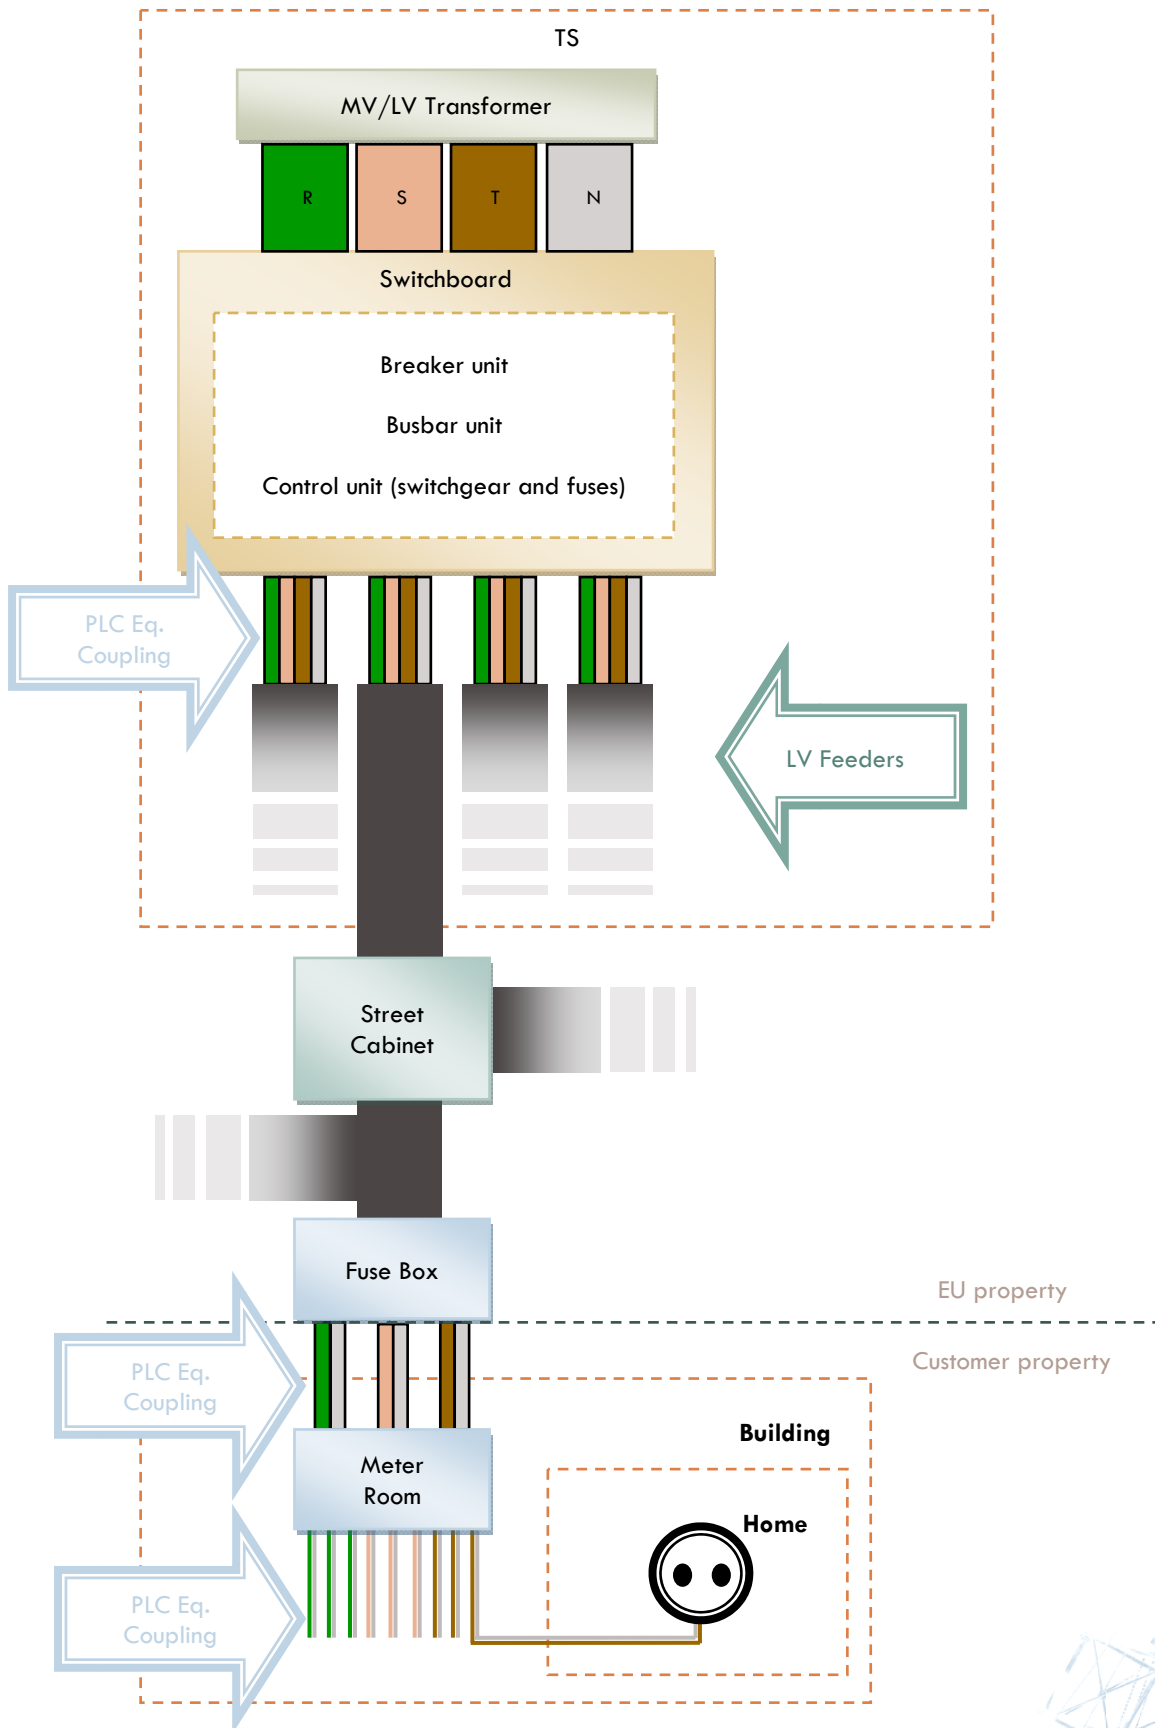 TS
MV/LV Transformer
R
S
T
N
Switchboard
Breaker unit
Busbar unit
Control unit (switchgear and fuses)
PLC Eq.
Coupling
LV Feeders
Street
Cabinet
Fuse Box
EU property
Customer property
PLC Eq.
Coupling
Building
Meter
Room
Home
PLC Eq.
Coupling